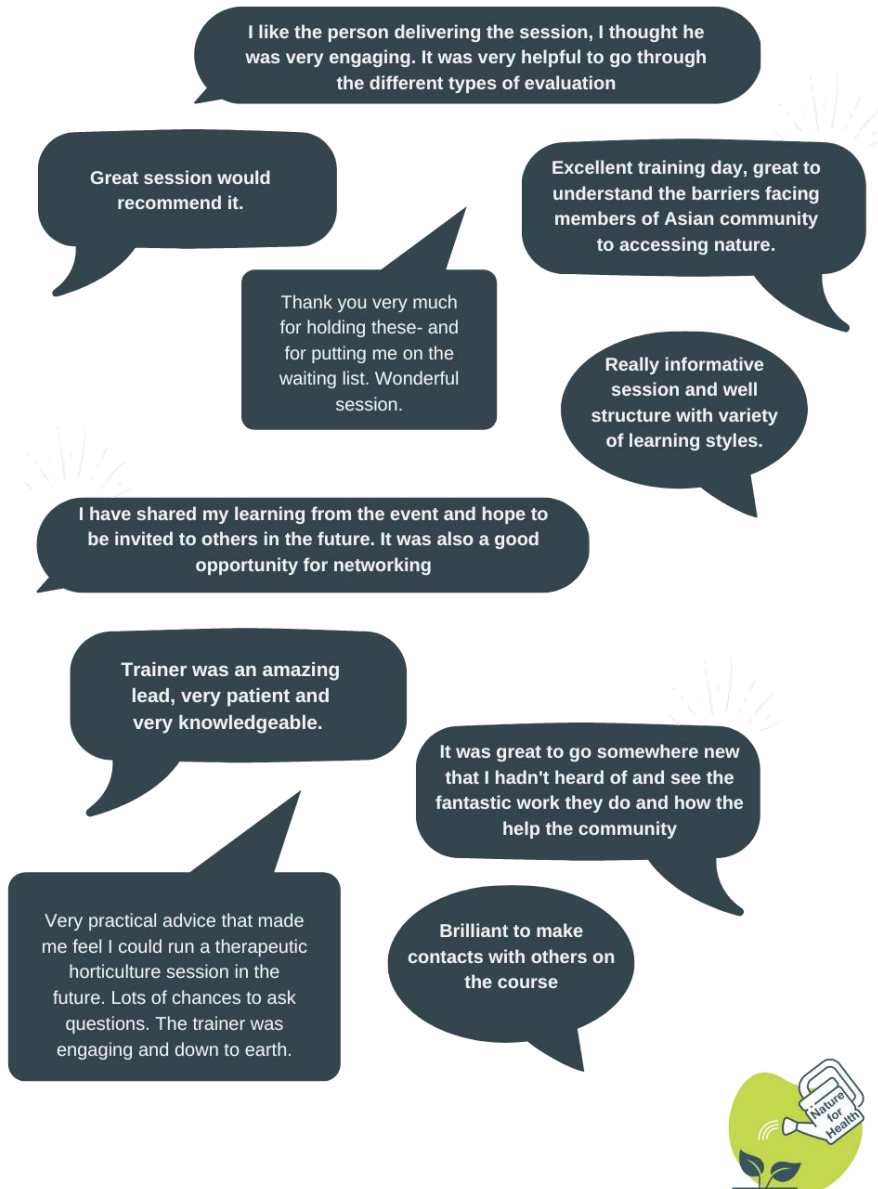 I like the person delivering the session, I thought he
was very engaging. It was very helpful to go through
the different types of evaluation
Great session would
recommend it.
Excellent training day, great to
understand the barriers facing
members of Asian community
to accessing nature.
Thank you very much
for holding these- and
for putting me on the
waiting list. Wonderful
session.
Really informative
session and well
structure with variety
of learning styles.
I have shared my learning from the event and hope to
be invited to others in the future. It was also a good
opportunity for networking
Trainer was an amazing
lead, very patient and
very knowledgeable.
It was great to go somewhere new
that I hadn't heard of and see the
fantastic work they do and how the
help the community
Very practical advice that made
me feel I could run a therapeutic
horticulture session in the
future. Lots of chances to ask
questions. The trainer was
engaging and down to earth.
Brilliant to make
contacts with others on
the course
Nature
for
Health